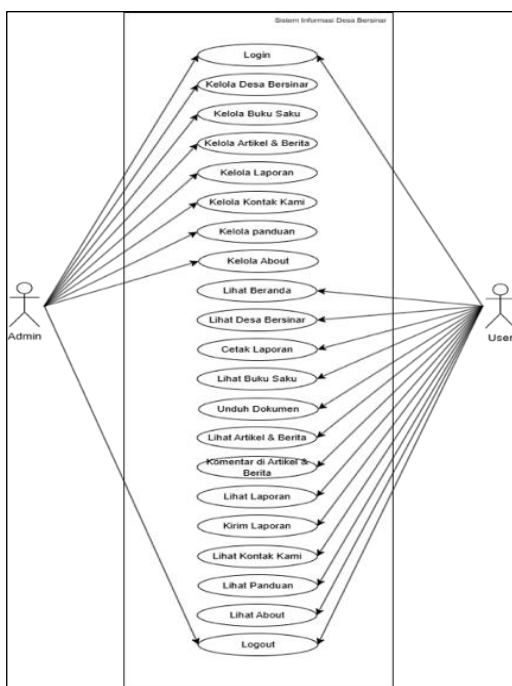 Sistem Informasi Desa Bersinar
Login
Kelola Desa Bersinar
Kelola Buku Saku
Kelola Artikel & Berita
Kelola Laporan
Kelola Kontak Kami
Kelola panduan
Kelola About
Lihat Beranda
Admin
User
Lihat Desa Bersinar
Cetak Laporan
Lihat Buku Saku
Unduh Dokumen
Lihat Artikel & Berita
Komentar di Artikel &
Berita
Lihat Laporan
Kirim Laporan
Lihat Kontak Kami
Lihat Panduan
Lihat About
Logout